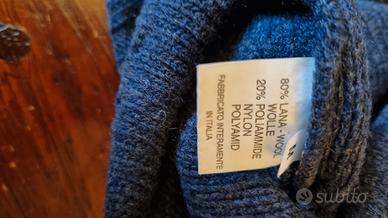 80% LANA - WOOL
WOLLE
20% POLIAMMIDE
NYLON
POLYAMID
FABBRICATO INTERAMENTE
IN ITALIA
subito